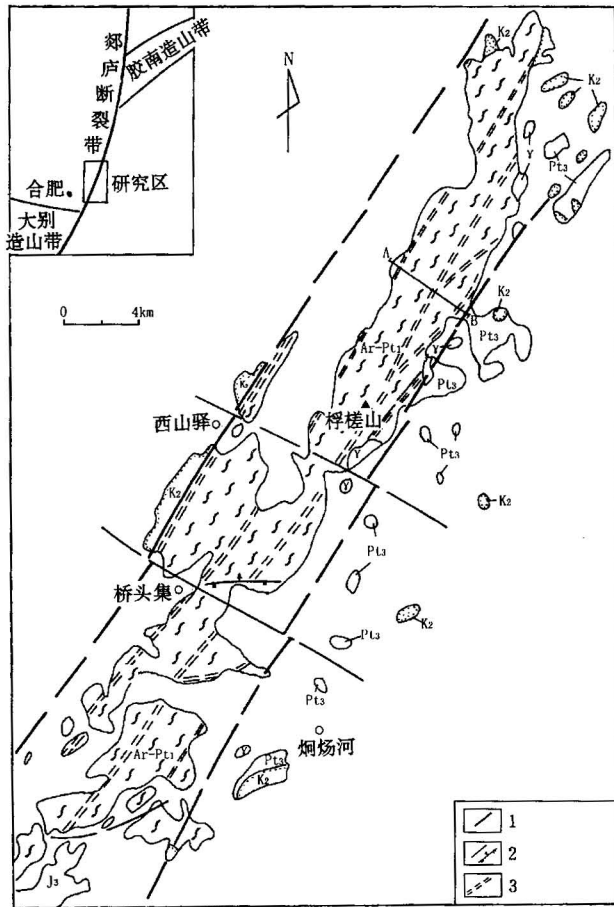 郯庐断裂带
胶南造山带
合肥
研究区
大别
造山带
N
0 4km
K2
K2
γ
Pt3
A
B
K2
Pt3
γ
Ar-Pt1
Pt3
桴槎山
西山驿
K2
γ
γ
Pt3
K2
K2
Pt3
桥头集
K2
Pt3
Pt3
炯炀河
Ar-Pt1
γ
Pt3
K2
J3
1
2
3